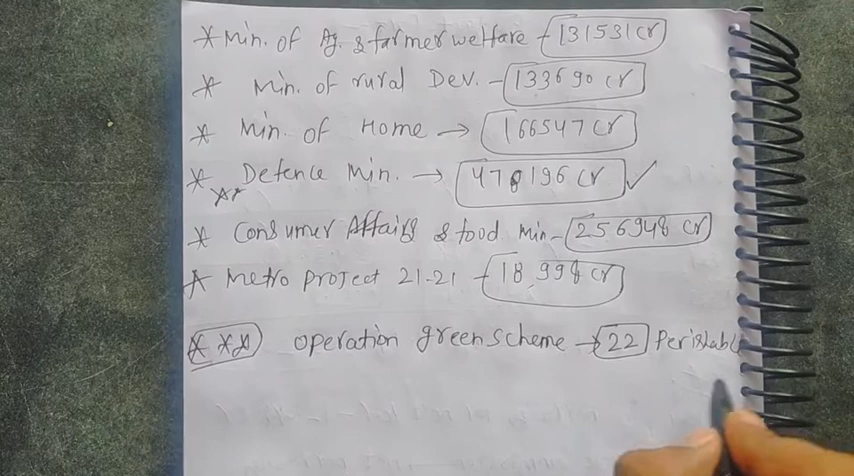 * Min. of Ag. & farmer welfare - 131531 cr
* Min. of rural Dev. - 133690 cr
* Min. of Home → 166547 cr
* Defence Min. → 478196 cr ✓
**
* Consumer Affairs & food min - 256948 cr
* Metro project 21-21 - 18,998 cr
*** operation green scheme → 22 Perishable